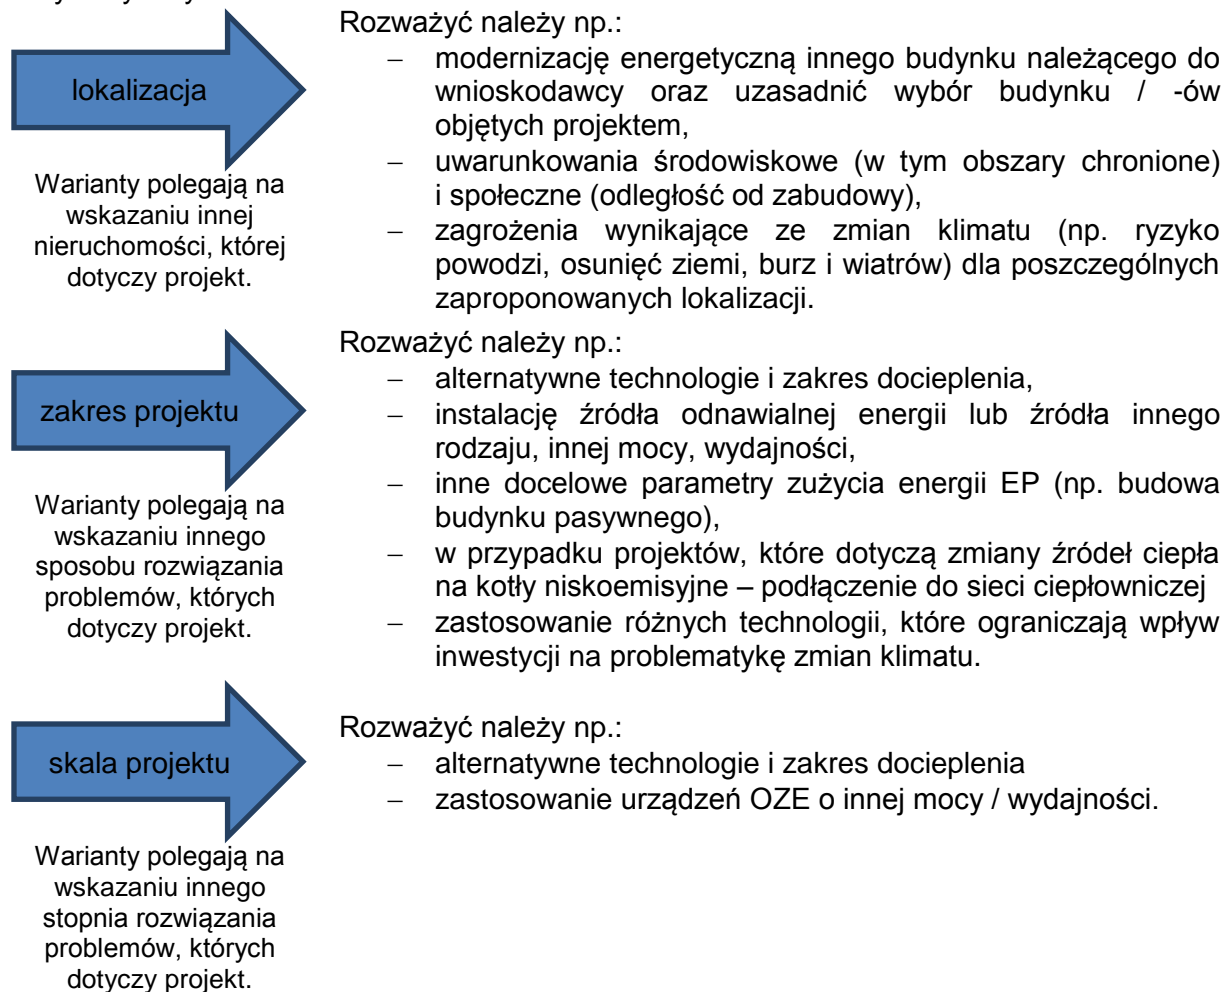 Rozważyć należy np.:
lokalizacja
– modernizację energetyczną innego budynku należącego do
wnioskodawcy oraz uzasadnić wybór budynku / -ów
objętych projektem,
– uwarunkowania środowiskowe (w tym obszary chronione)
i społeczne (odległość od zabudowy),
– zagrożenia wynikające ze zmian klimatu (np. ryzyko
powodzi, osunięć ziemi, burz i wiatrów) dla poszczególnych
zaproponowanych lokalizacji.
Warianty polegają na
wskazaniu innej
nieruchomości, której
dotyczy projekt.
Rozważyć należy np.:
zakres projektu
– alternatywne technologie i zakres docieplenia,
– instalację źródła odnawialnej energii lub źródła innego
rodzaju, innej mocy, wydajności,
– inne docelowe parametry zużycia energii EP (np. budowa
budynku pasywnego),
– w przypadku projektów, które dotyczą zmiany źródeł ciepła
na kotły niskoemisyjne – podłączenie do sieci ciepłowniczej
– zastosowanie różnych technologii, które ograniczają wpływ
inwestycji na problematykę zmian klimatu.
Warianty polegają na
wskazaniu innego
sposobu rozwiązania
problemów, których
dotyczy projekt.
Rozważyć należy np.:
skala projektu
– alternatywne technologie i zakres docieplenia
– zastosowanie urządzeń OZE o innej mocy / wydajności.
Warianty polegają na
wskazaniu innego
stopnia rozwiązania
problemów, których
dotyczy projekt.